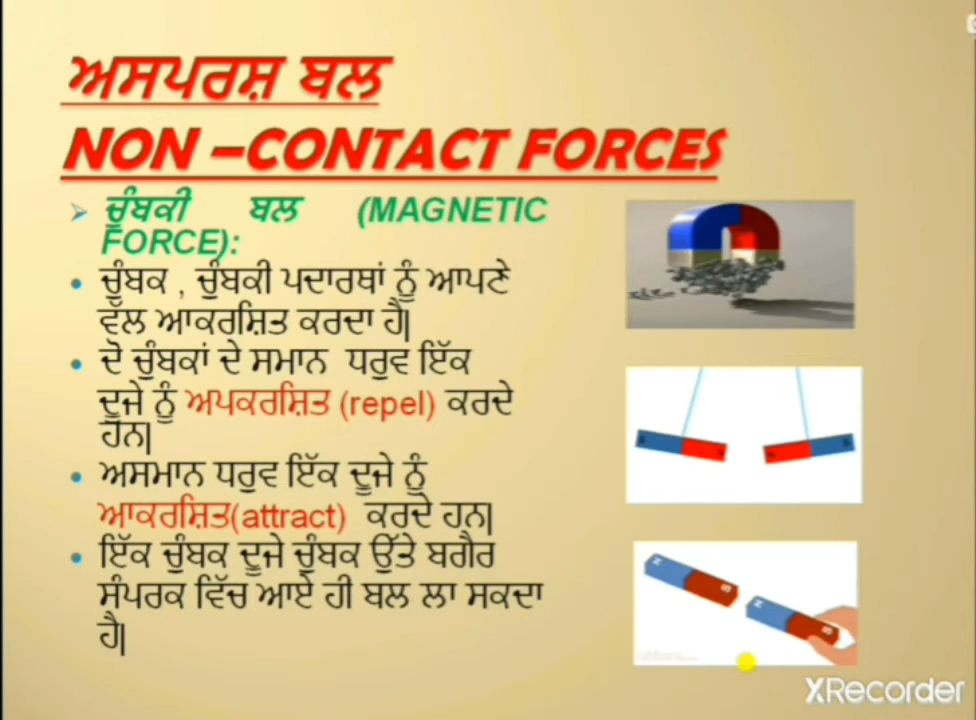 ਅਸਪਰਸ਼ ਬਲ
NON –CONTACT FORCES
ਚੁੰਬਕੀ ਬਲ (MAGNETIC
FORCE):
ਚੁੰਬਕ , ਚੁੰਬਕੀ ਪਦਾਰਥਾਂ ਨੂੰ ਆਪਣੇ
ਵੱਲ ਆਕਰਸ਼ਿਤ ਕਰਦਾ ਹੈ|
ਦੋ ਚੁੰਬਕਾਂ ਦੇ ਸਮਾਨ ਧਰੁਵ ਇੱਕ
ਦੂਜੇ ਨੂੰ ਅਪਕਰਸ਼ਿਤ (repel) ਕਰਦੇ
ਹਨ|
ਅਸਮਾਨ ਧਰੁਵ ਇੱਕ ਦੂਜੇ ਨੂੰ
ਆਕਰਸ਼ਿਤ(attract) ਕਰਦੇ ਹਨ|
ਇੱਕ ਚੁੰਬਕ ਦੂਜੇ ਚੁੰਬਕ ਉੱਤੇ ਬਗੈਰ
ਸੰਪਰਕ ਵਿੱਚ ਆਏ ਹੀ ਬਲ ਲਾ ਸਕਦਾ
ਹੈ|
N S
N S
XRecorder